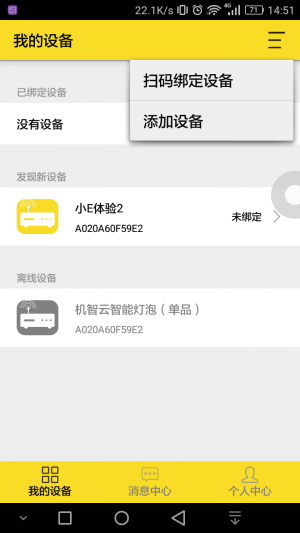 22.1K/s 4G 71 14:51
我的设备
扫码绑定设备
添加设备
已绑定设备
没有设备
发现新设备
小E体验2
A020A60F59E2
未绑定
离线设备
机智云智能灯泡（单品）
A020A60F59E2
我的设备
消息中心
个人中心